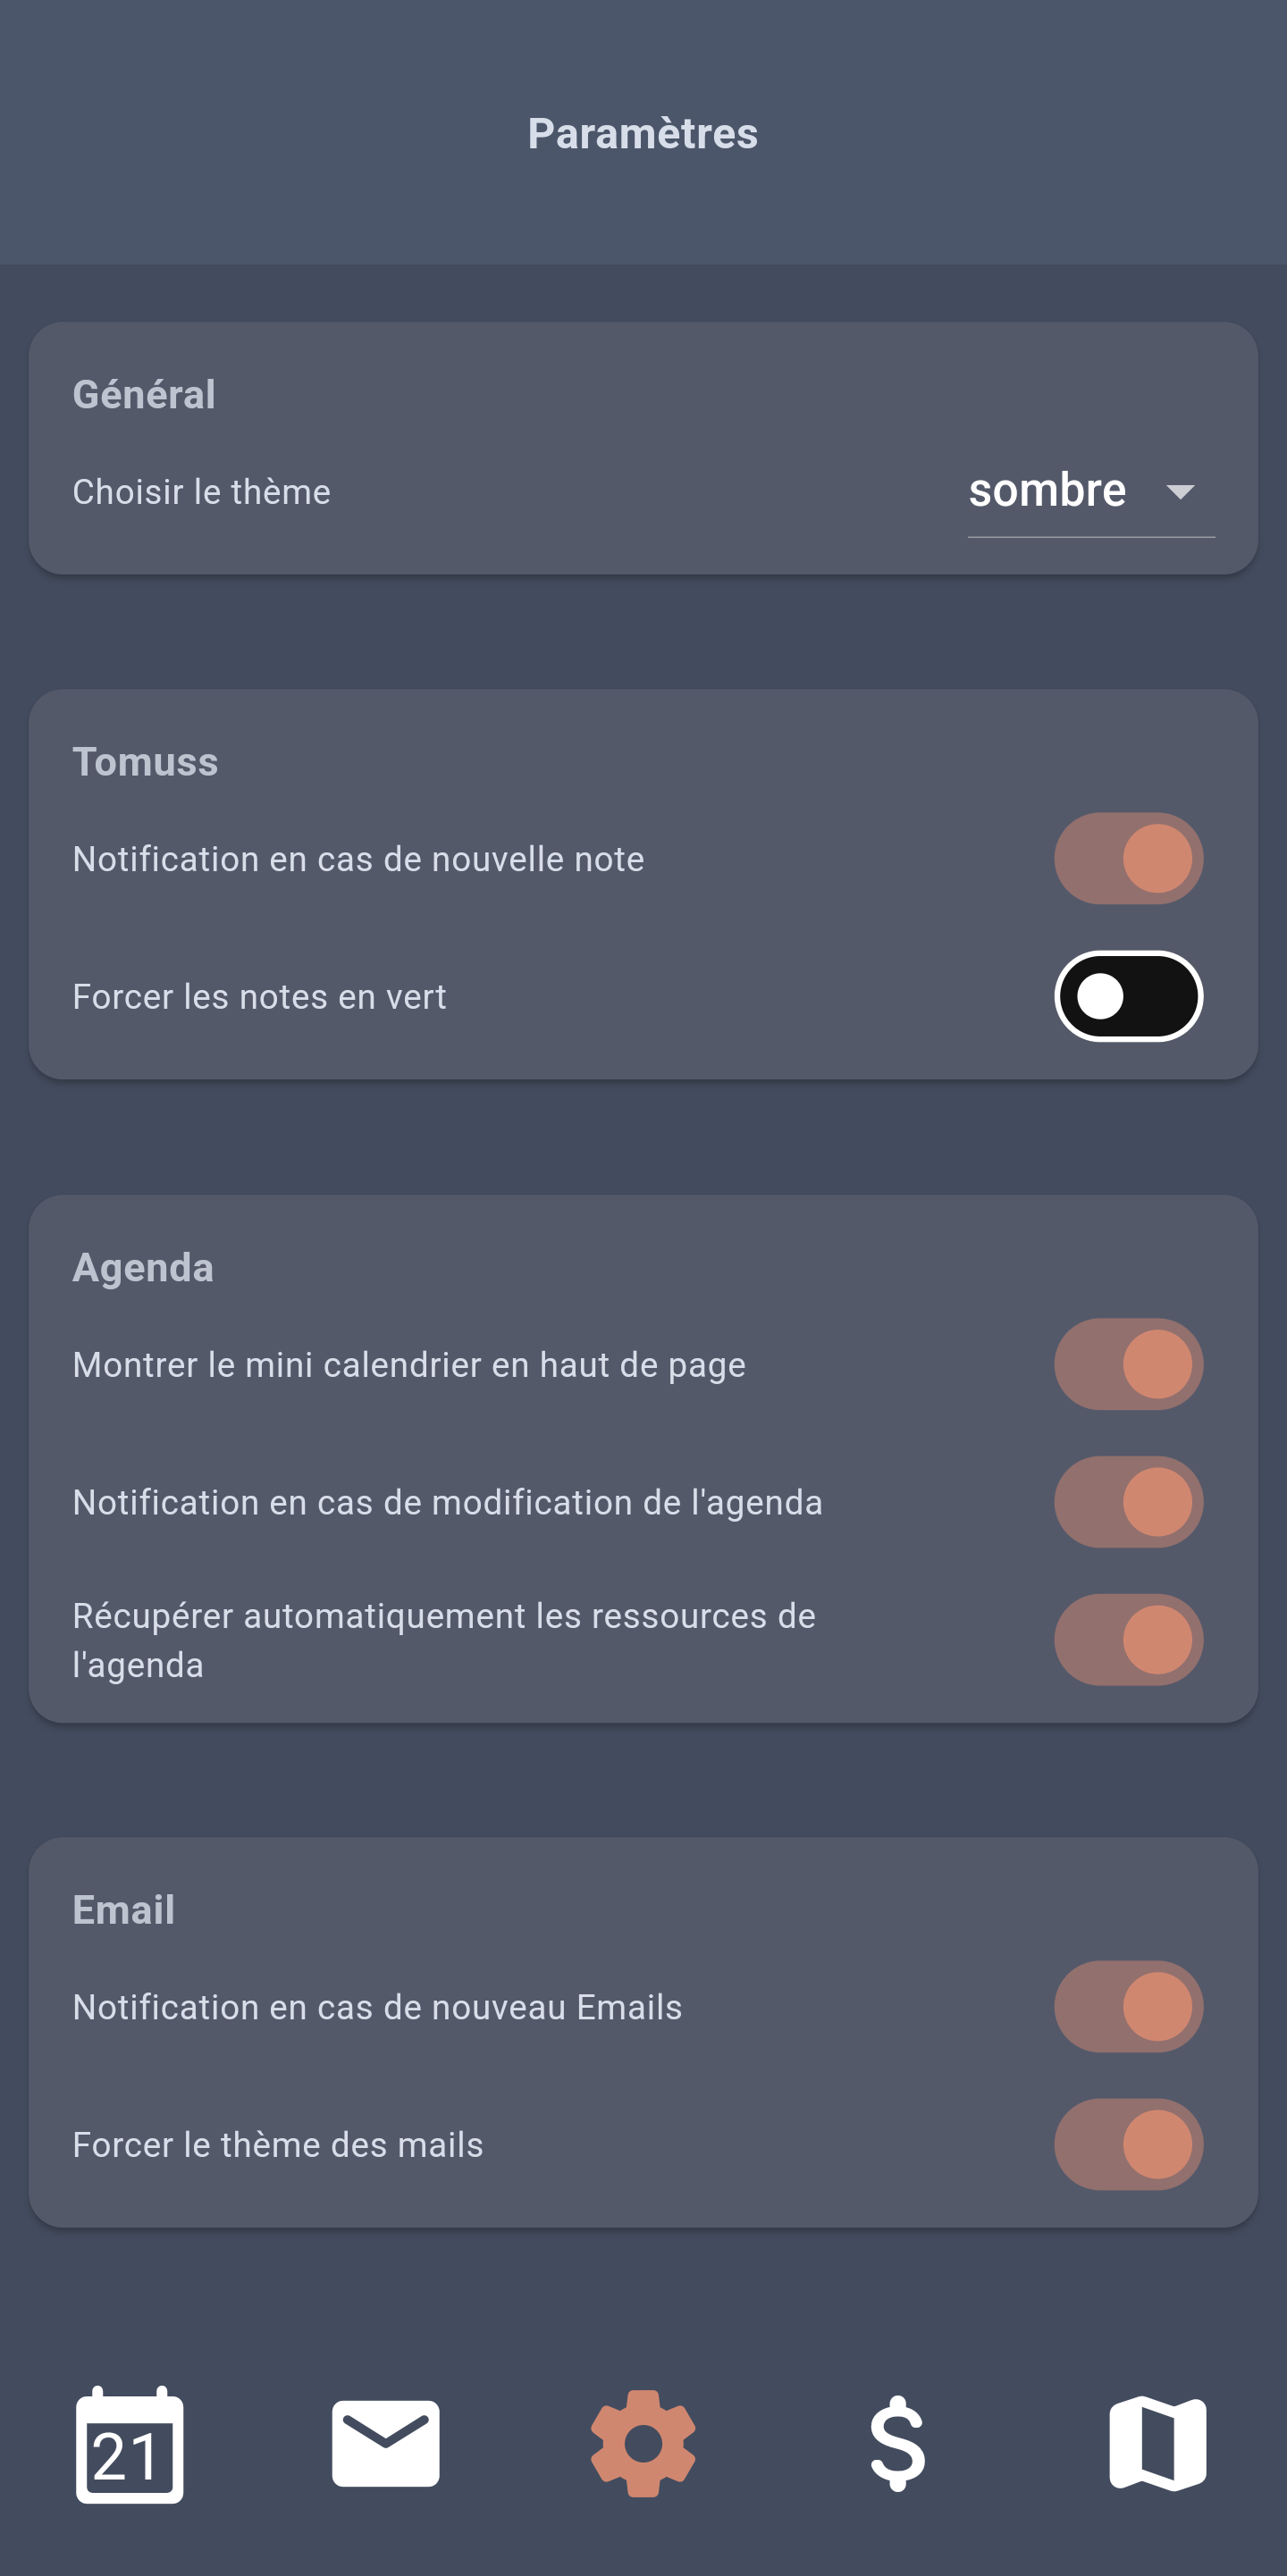 Paramètres
Général
Choisir le thème
sombre
Tomuss
Notification en cas de nouvelle note
Forcer les notes en vert
Agenda
Montrer le mini calendrier en haut de page
Notification en cas de modification de l'agenda
Récupérer automatiquement les ressources de
l'agenda
Email
Notification en cas de nouveau Emails
Forcer le thème des mails
21
$